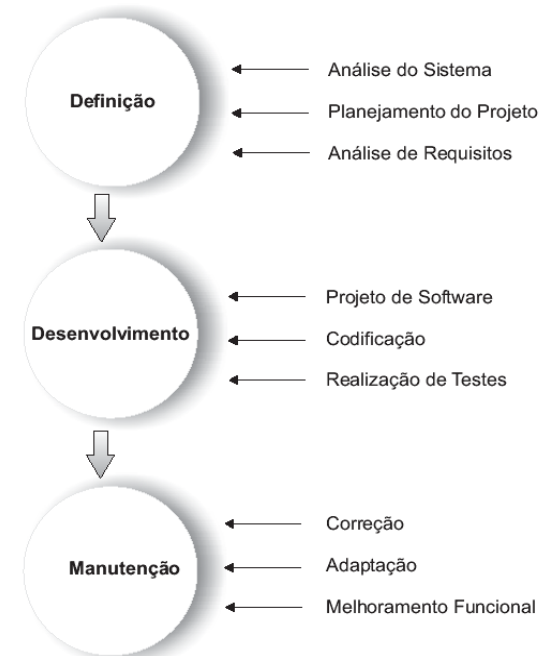 Definição
Análise do Sistema
Planejamento do Projeto
Análise de Requisitos
Desenvolvimento
Projeto de Software
Codificação
Realização de Testes
Manutenção
Correção
Adaptação
Melhoramento Funcional